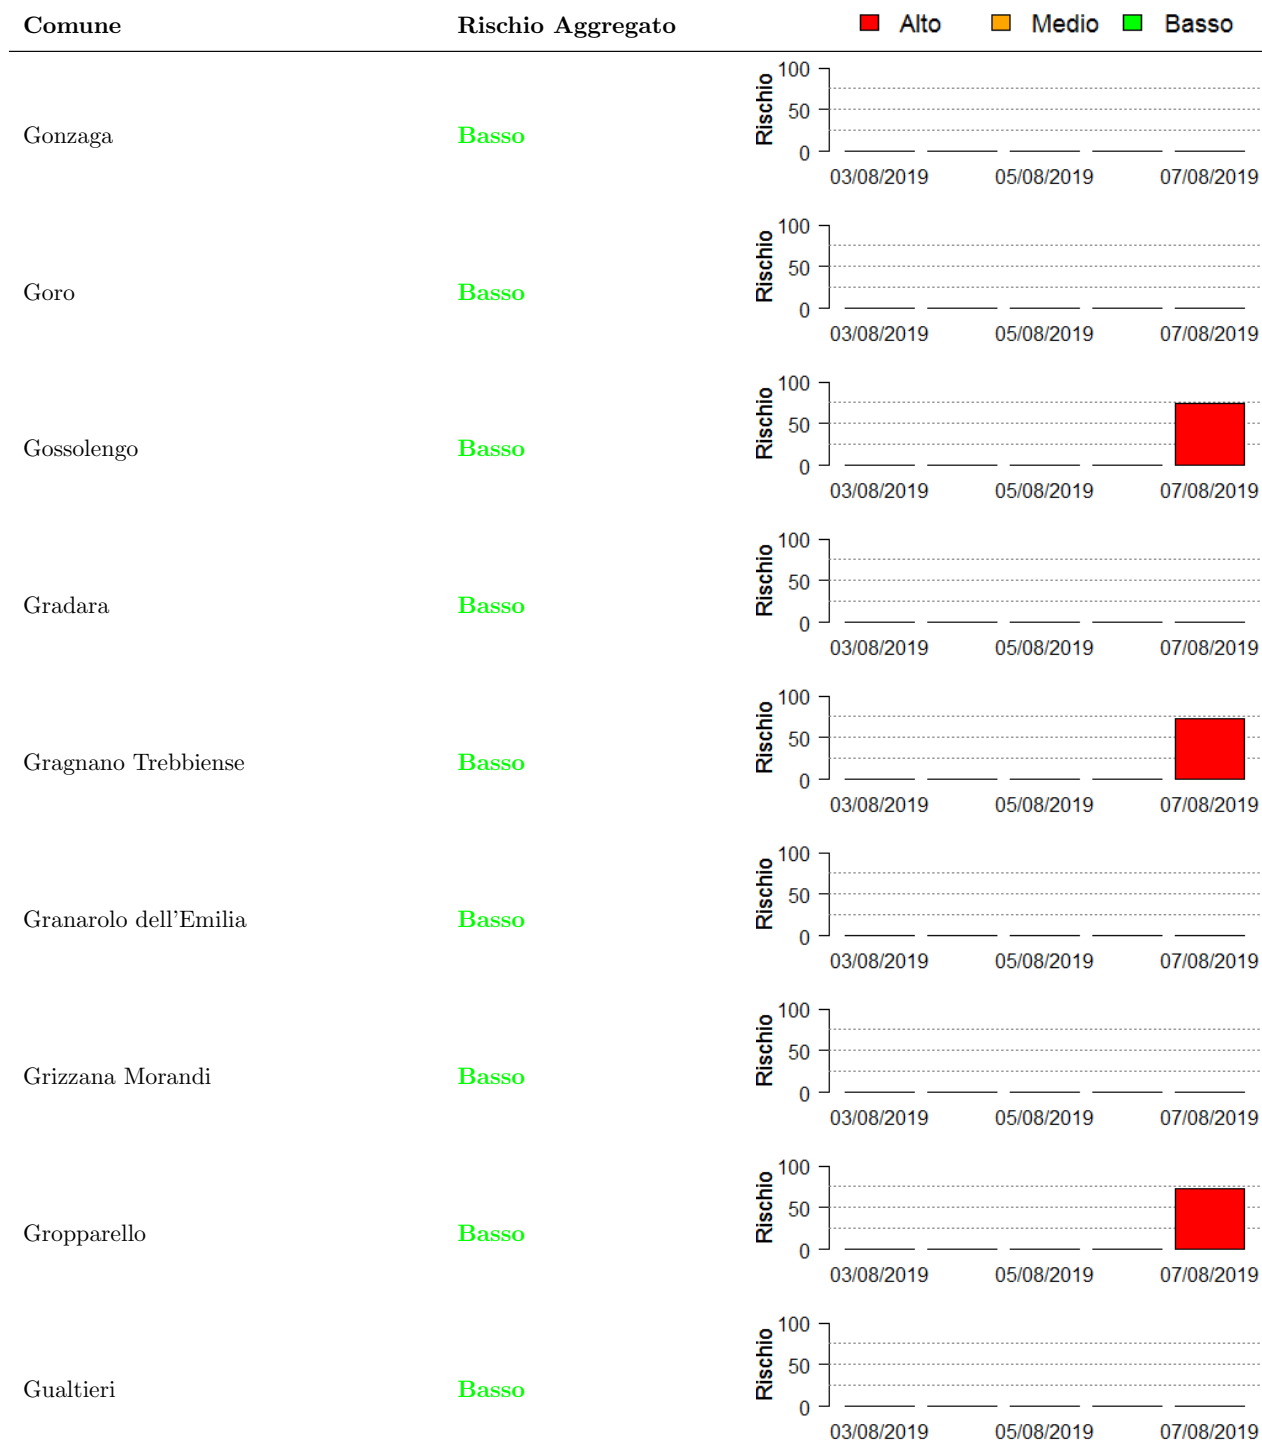 Comune Rischio Aggregato Alto Medio Basso
Gonzaga Basso Rischio 100 50 0
03/08/2019 05/08/2019 07/08/2019
Goro Basso Rischio 100 50 0
03/08/2019 05/08/2019 07/08/2019
Gossolengo Basso Rischio 100 50 0
03/08/2019 05/08/2019 07/08/2019
Gradara Basso Rischio 100 50 0
03/08/2019 05/08/2019 07/08/2019
Gragnano Trebbiense Basso Rischio 100 50 0
03/08/2019 05/08/2019 07/08/2019
Granarolo dell'Emilia Basso Rischio 100 50 0
03/08/2019 05/08/2019 07/08/2019
Grizzana Morandi Basso Rischio 100 50 0
03/08/2019 05/08/2019 07/08/2019
Gropparello Basso Rischio 100 50 0
03/08/2019 05/08/2019 07/08/2019
Gualtieri Basso Rischio 100 50 0
03/08/2019 05/08/2019 07/08/2019